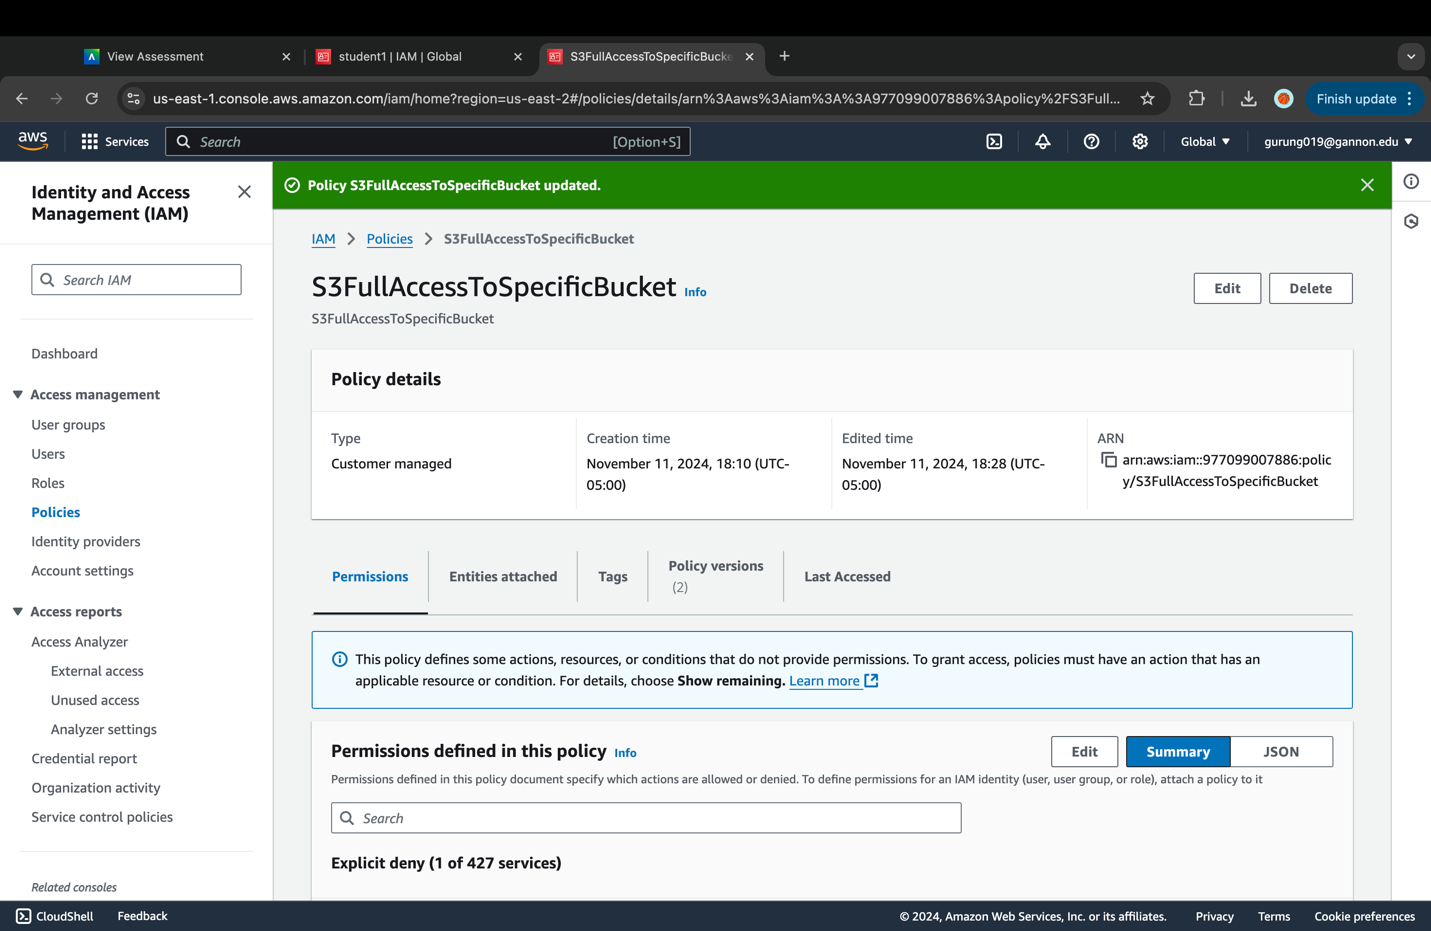 View Assessment
student1 | IAM | Global
S3FullAccessToSpecificBucke
us-east-1.console.aws.amazon.com/iam/home?region=us-east-2#/policies/details/arn%3Aaws%3Aiam%3A%3A977099007886%3Apolicy%2FS3Full...
Finish update
aws
Services
Search
[Option+S]
Global
gurung019@gannon.edu
Identity and Access
Management (IAM)
Search IAM
Dashboard
Access management
User groups
Users
Roles
Policies
Identity providers
Account settings
Access reports
Access Analyzer
External access
Unused access
Analyzer settings
Credential report
Organization activity
Service control policies
Related consoles
Policy S3FullAccessToSpecificBucket updated.
IAM > Policies > S3FullAccessToSpecificBucket
S3FullAccessToSpecificBucket Info
S3FullAccessToSpecificBucket
Edit
Delete
Policy details
Type
Customer managed
Creation time
November 11, 2024, 18:10 (UTC-
05:00)
Edited time
November 11, 2024, 18:28 (UTC-
05:00)
ARN
arn:aws:iam::977099007886:polic
y/S3FullAccessToSpecificBucket
Permissions
Entities attached
Tags
Policy versions
(2)
Last Accessed
This policy defines some actions, resources, or conditions that do not provide permissions. To grant access, policies must have an action that has an
applicable resource or condition. For details, choose Show remaining. Learn more
Permissions defined in this policy Info
Edit
Summary
JSON
Permissions defined in this policy document specify which actions are allowed or denied. To define permissions for an IAM identity (user, user group, or role), attach a policy to it
Search
Explicit deny (1 of 427 services)
CloudShell
Feedback
© 2024, Amazon Web Services, Inc. or its affiliates.
Privacy
Terms
Cookie preferences